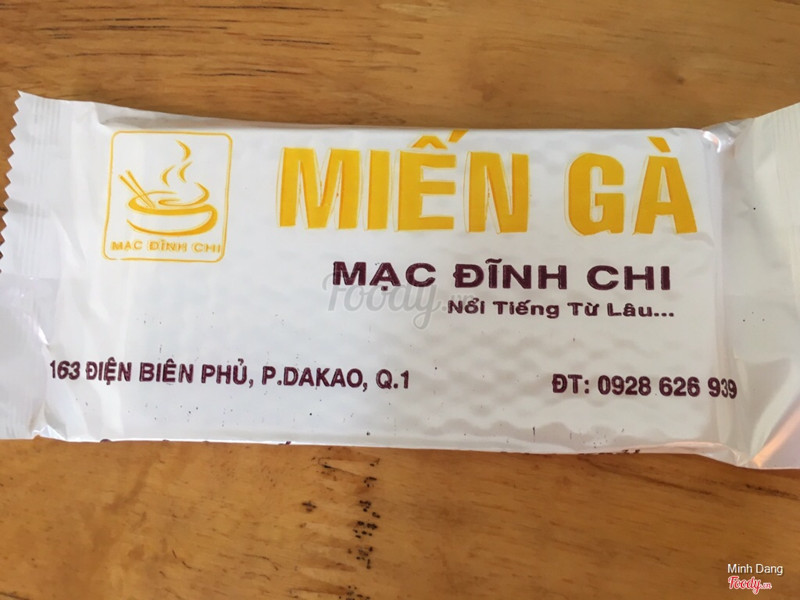 MIẾN GÀ
MẠC ĐĨNH CHI
MẠC ĐĨNH CHI
Nổi Tiếng Từ Lâu...
Foody.vn
163 ĐIỆN BIÊN PHỦ, P.DAKAO, Q.1
ĐT: 0928 626 939
Minh Dang
Foody.vn